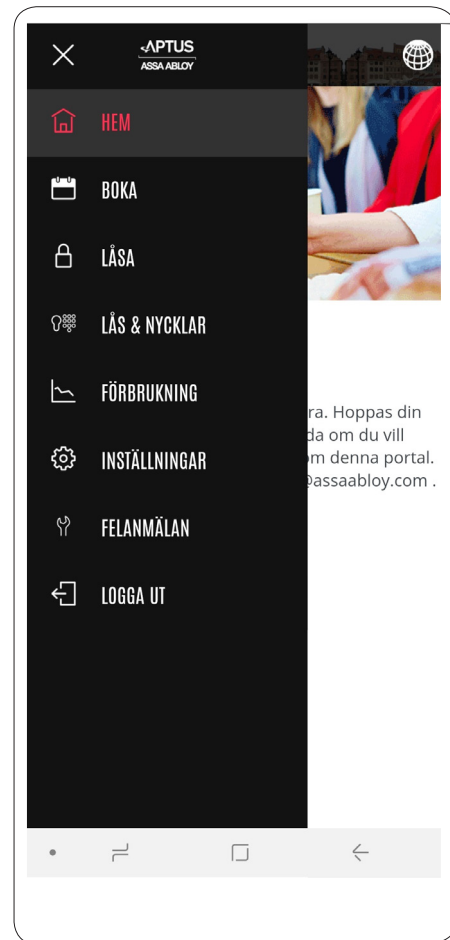 APTUS
ASSA ABLOY
HEM
BOKA
LÅSA
LÅS & NYCKLAR
FÖRBRUKNING
INSTÄLLNINGAR
FELANMÄLAN
LOGGA UT
ra. Hoppas din
da om du vill
om denna portal.
@assaabloy.com .